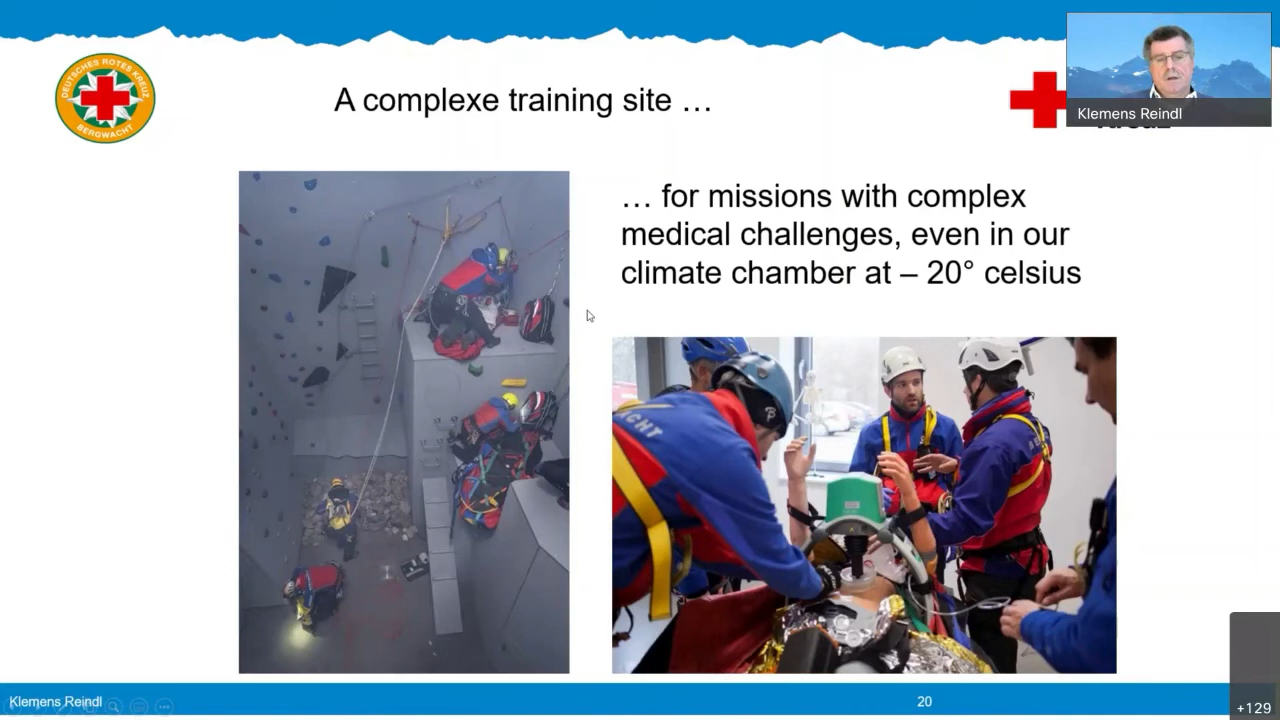 DEUTSCHES ROTES KREUZ
BERGWACHT
A complexe training site …
Klemens Reindl
… for missions with complex
medical challenges, even in our
climate chamber at – 20° celsius
Klemens Reindl
20
+129